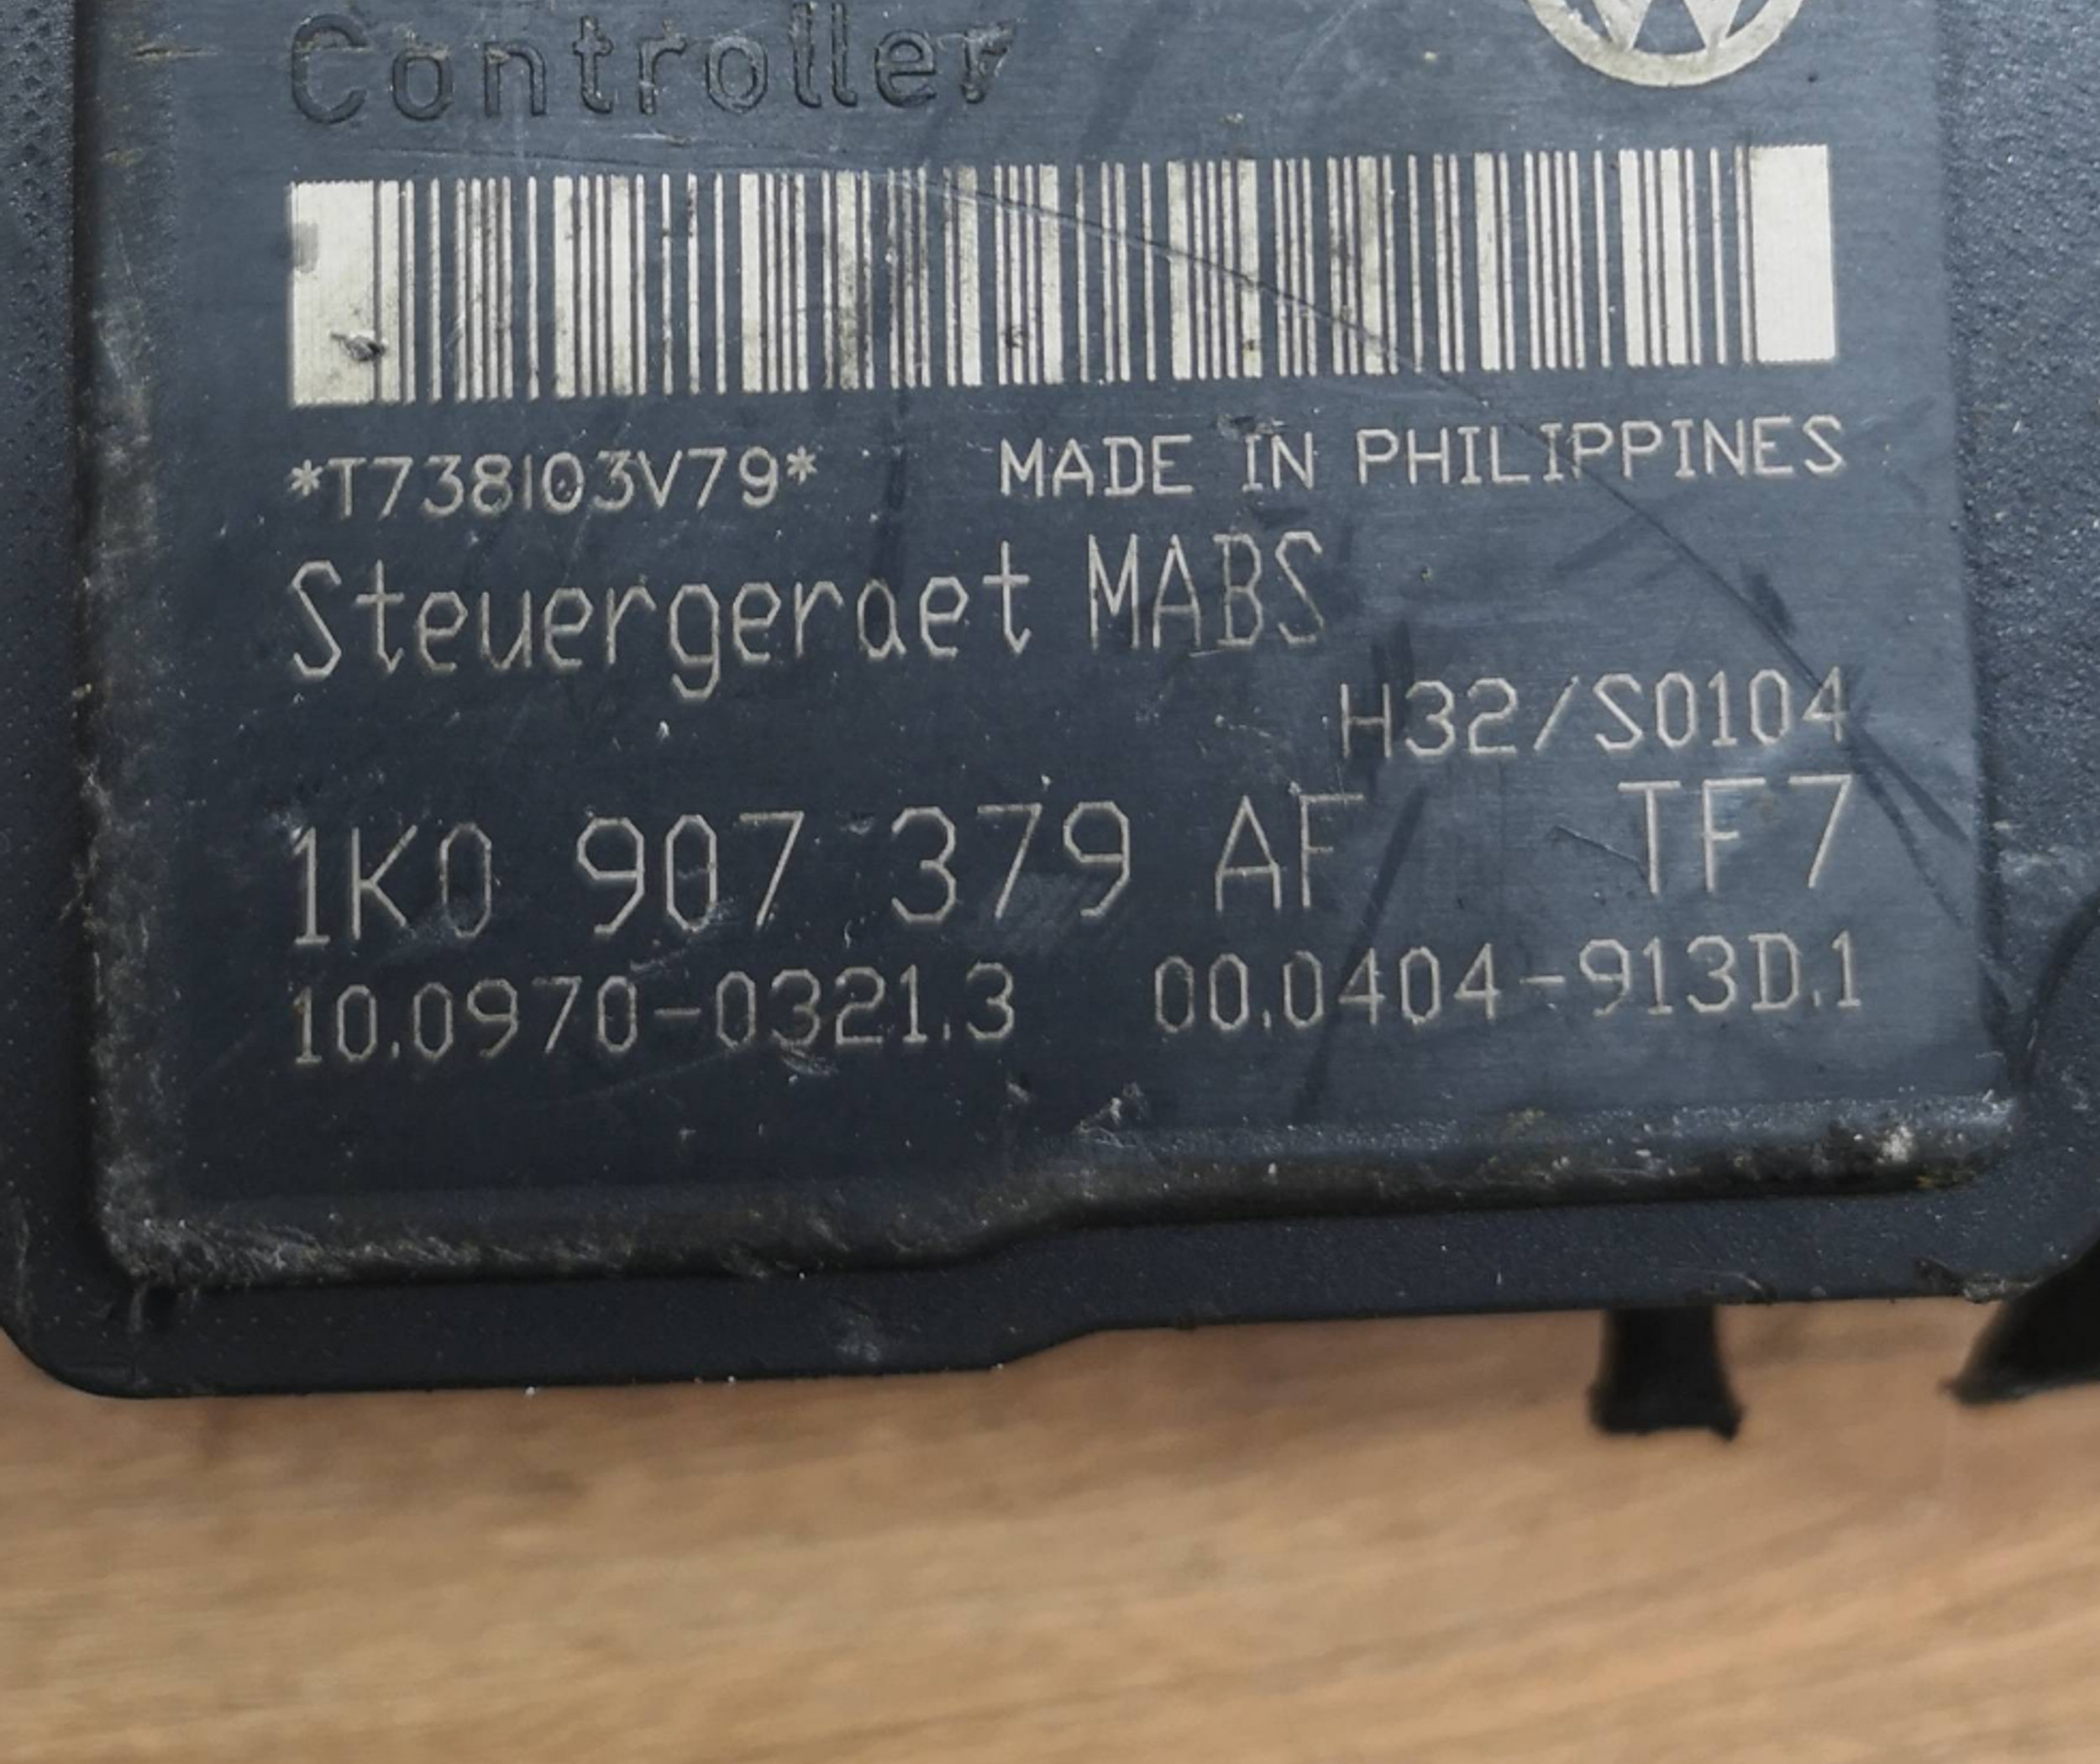 Controller
*T738I03V79* MADE IN PHILIPPINES
Steuergeraet MABS
H32/S0104
1K0 907 379 AF TF7
10.0970-0321.3 00.0404-913D.1